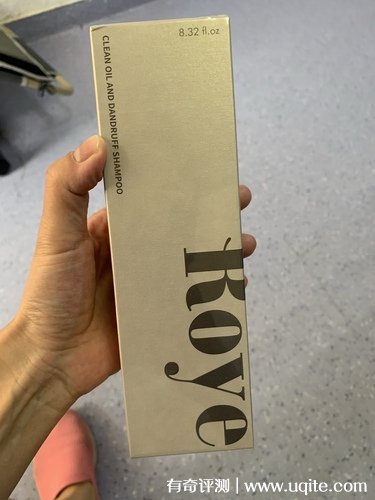 8.32 fl.oz
CLEAN OIL AND DANDRUFF SHAMPOO
Roye
有奇评测 | www.uqite.com